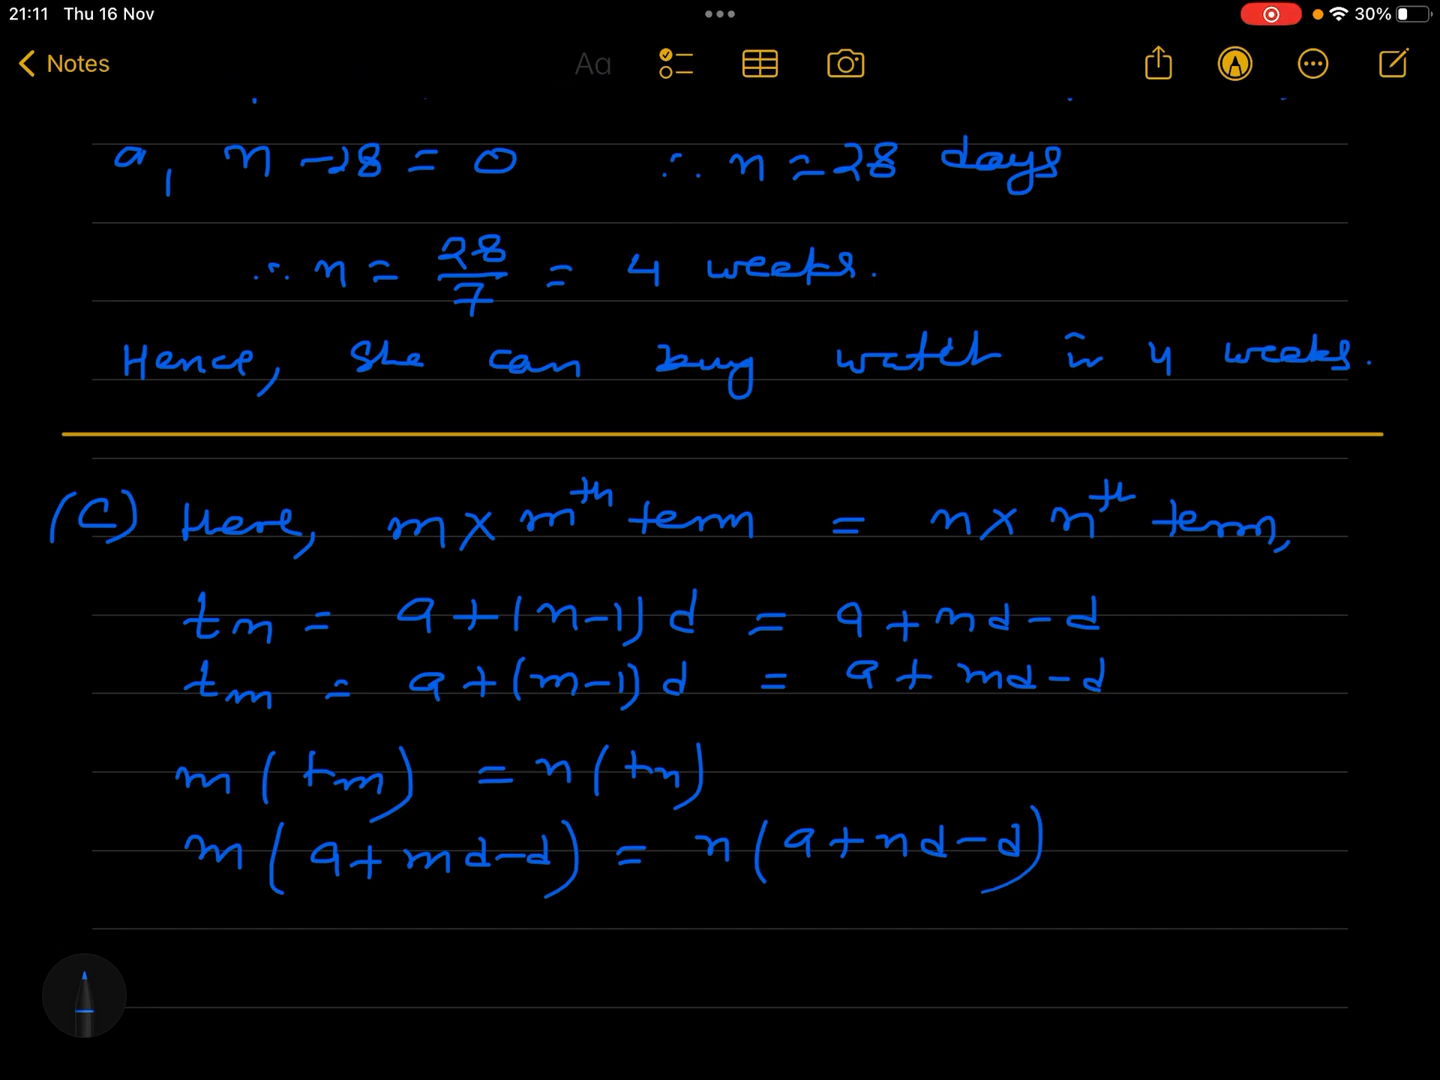 21:11 Thu 16 Nov 30%
Notes Aa
a, n - 28 = 0 ∴ n = 28 days
∴ n = 28/7 = 4 weeks.
Hence, She can buy watch in 4 weeks.
(C) Here, m × mᵗʰ term = n × nᵗʰ term,
tn = a + (n-1) d = a + nd - d
tm = a + (m-1) d = a + md - d
m (tm) = n (tn)
m (a + md - d) = n (a + nd - d)